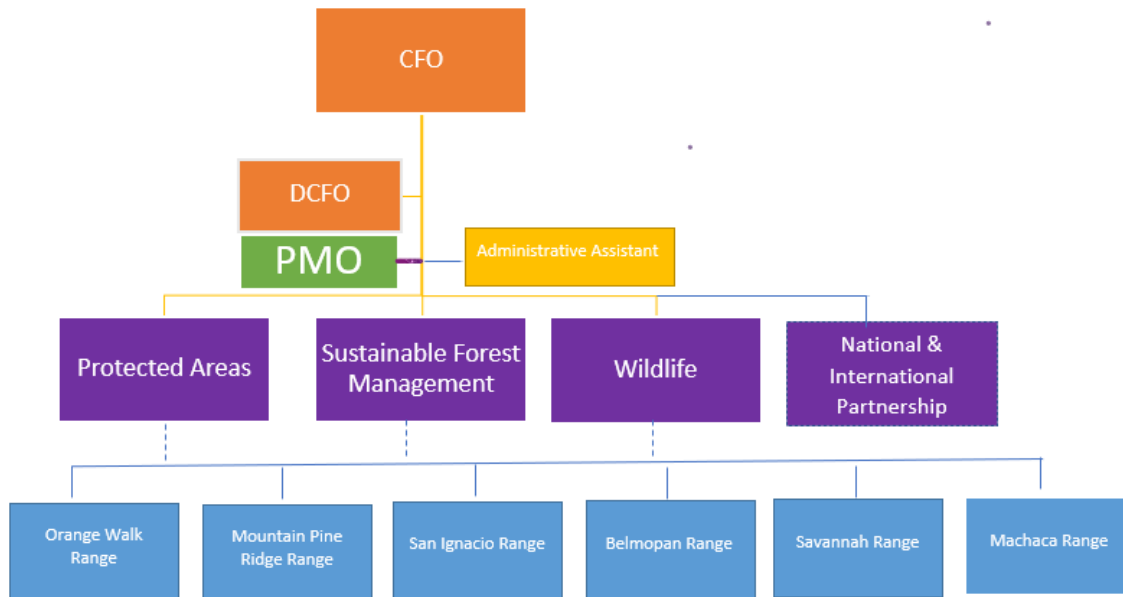 CFO
DCFO
PMO
Administrative Assistant
Protected Areas
Sustainable Forest
Management
Wildlife
National &
International
Partnership
Orange Walk
Range
Mountain Pine
Ridge Range
San Ignacio Range
Belmopan Range
Savannah Range
Machaca Range